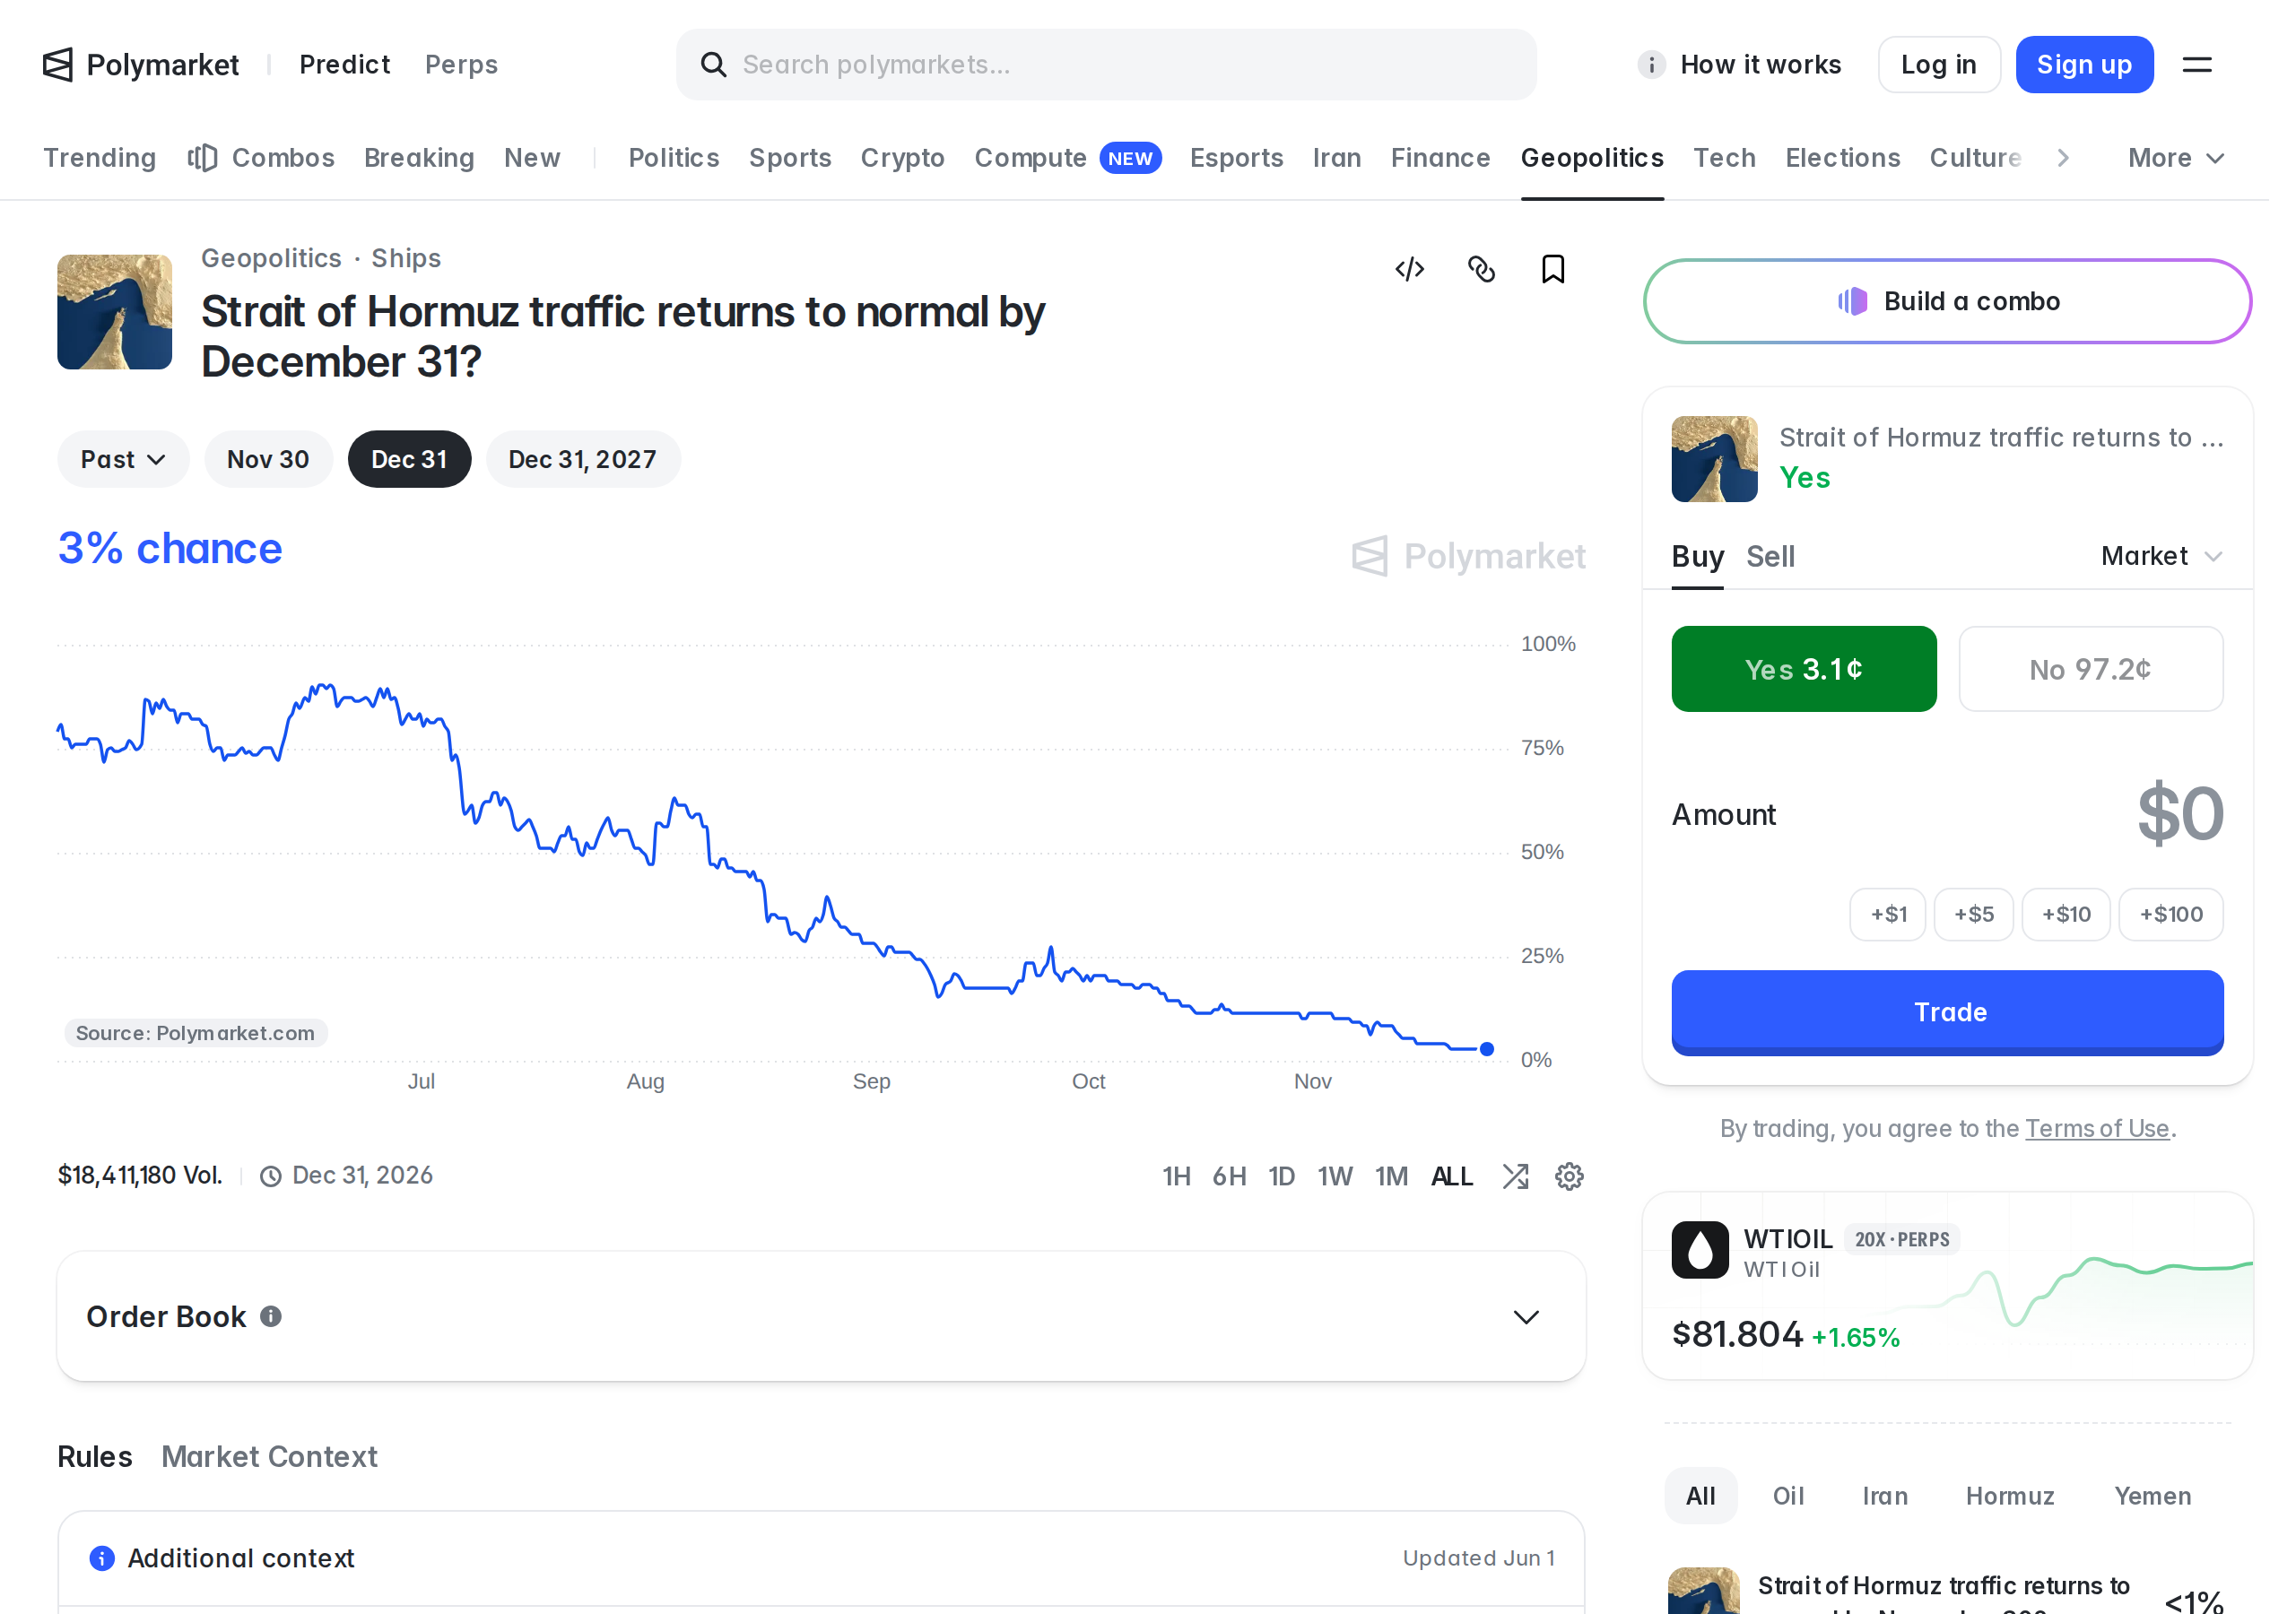 Polymarket
Predict
Perps
Search polymarkets...
How it works
Log in
Sign up
Trending
Combos
Breaking
New
Politics
Sports
Crypto
Compute NEW
Esports
Iran
Finance
Geopolitics
Tech
Elections
Culture
More
Geopolitics · Ships
Strait of Hormuz traffic returns to normal by
December 31?
Past
Nov 30
Dec 31
Dec 31, 2027
3% chance
Polymarket
100%
75%
50%
25%
0%
Source: Polymarket.com
Jul
Aug
Sep
Oct
Nov
$18,411,180 Vol.
Dec 31, 2026
1H
6H
1D
1W
1M
ALL
Order Book
Rules
Market Context
Additional context
Updated Jun 1
Build a combo
Strait of Hormuz traffic returns to ...
Yes
Buy
Sell
Market
Yes 3.1¢
No 97.2¢
Amount
$0
+$1
+$5
+$10
+$100
Trade
By trading, you agree to the Terms of Use.
WTIOIL
20X · PERPS
WTI Oil
$81.804 +1.65%
All
Oil
Iran
Hormuz
Yemen
Strait of Hormuz traffic returns to
<1%